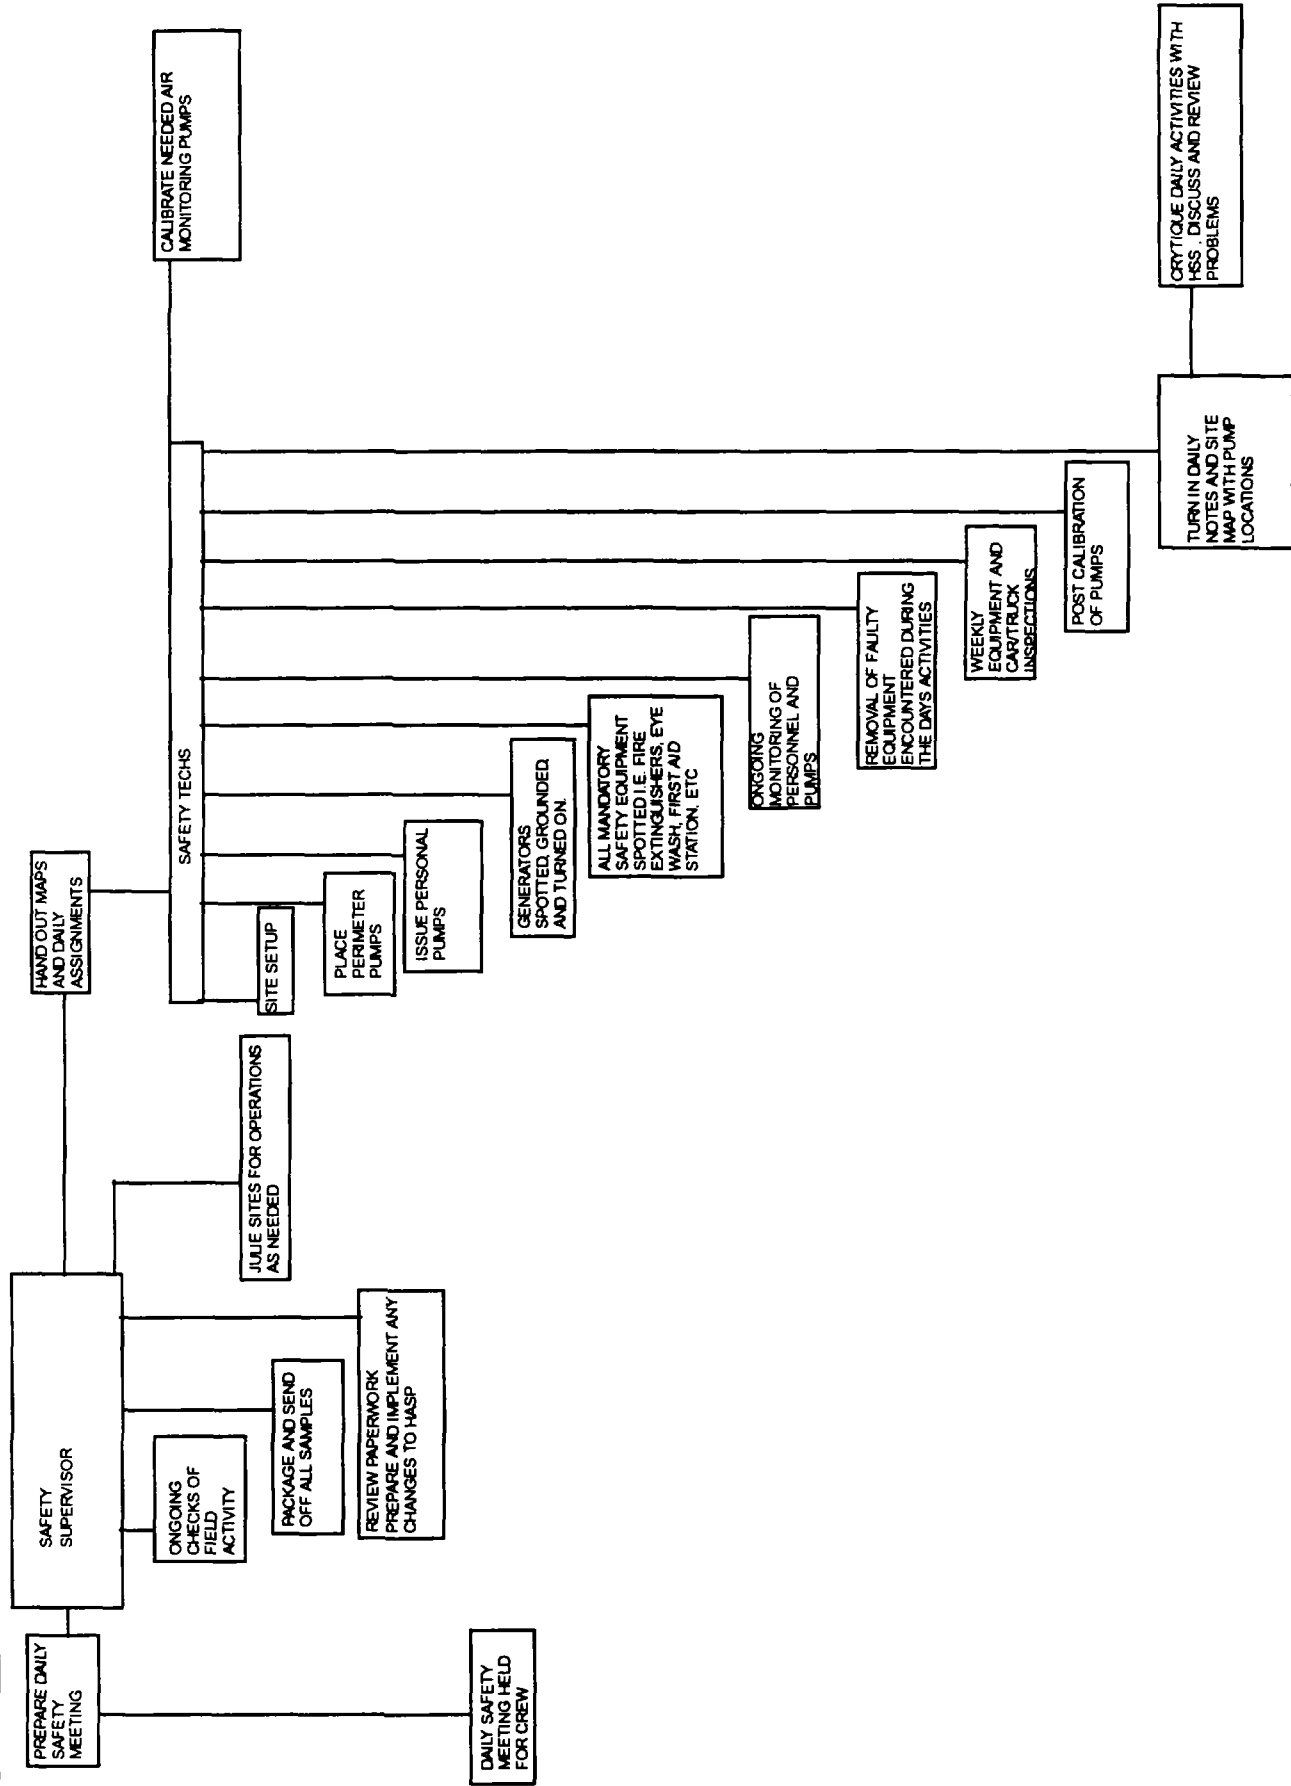 PREPARE DAILY
SAFETY
MEETING
DAILY SAFETY
MEETING HELD
FOR CREW
SAFETY
SUPERVISOR
ONGOING
CHECKS OF
FIELD
ACTIVITY
PACKAGE AND SEND
OFF ALL SAMPLES
REVIEW PAPERWORK
PREPARE AND IMPLEMENT ANY
CHANGES TO HASP
JULIE SITES FOR OPERATIONS
AS NEEDED
HAND OUT MAPS
AND DAILY
ASSIGNMENTS
SAFETY TECHS
SITE SETUP
PLACE
PERIMETER
PUMPS
ISSUE PERSONAL
PUMPS
GENERATORS
SPOTTED, GROUNDED,
AND TURNED ON.
ALL MANDATORY
SAFETY EQUIPMENT
SPOTTED I.E. FIRE
EXTINGUISHERS, EYE
WASH, FIRST AID
STATION, ETC
ONGOING
MONITORING OF
PERSONNEL AND
PUMPS
REMOVAL OF FAULTY
EQUIPMENT
ENCOUNTERED DURING
THE DAYS ACTIVITIES
WEEKLY
EQUIPMENT AND
CAR/TRUCK
INSPECTIONS
POST CALIBRATION
OF PUMPS
TURN IN DAILY
NOTES AND SITE
MAP WITH PUMP
LOCATIONS
CALIBRATE NEEDED AIR
MONITORING PUMPS
CRYTIQUE DAILY ACTIVITIES WITH
HSS , DISCUSS AND REVIEW
PROBLEMS